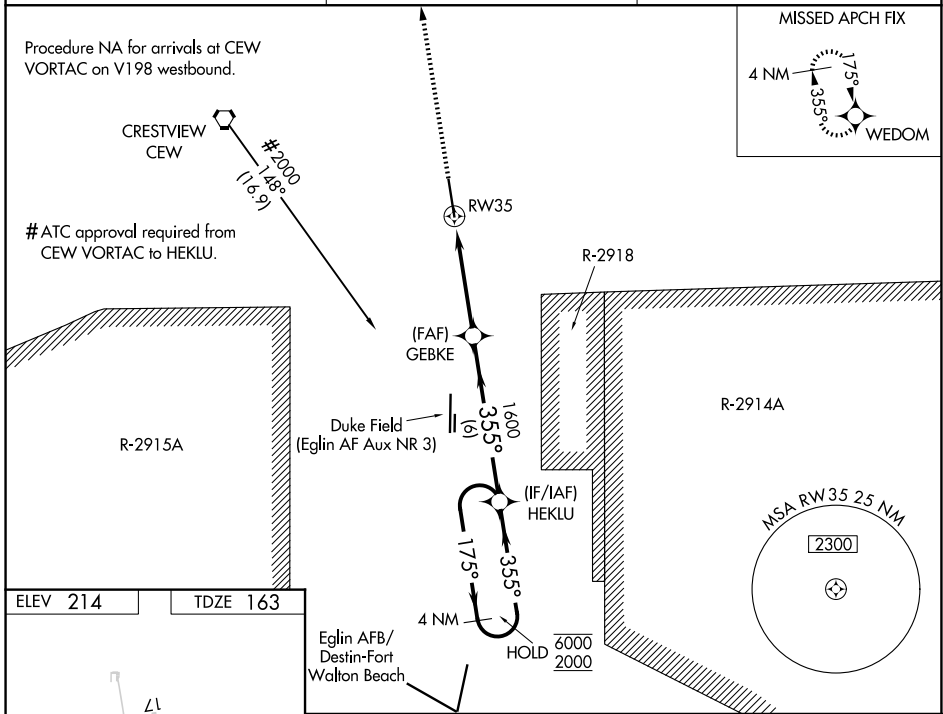 Procedure NA for arrivals at CEW
VORTAC on V198 westbound.
MISSED APCH FIX
4 NM
175°
355°
WEDOM
CRESTVIEW
CEW
#2000
148°
(16.9)
RW35
#ATC approval required from
CEW VORTAC to HEKLU.
R-2918
(FAF)
GEBKE
1600
355°
(6)
Duke Field
(Eglin AF Aux NR 3)
R-2914A
R-2915A
(IF/IAF)
HEKLU
175°
355°
MSA RW35 25 NM
2300
4 NM
HOLD
6000
2000
ELEV 214
TDZE 163
Eglin AFB/
Destin-Fort
Walton Beach
17